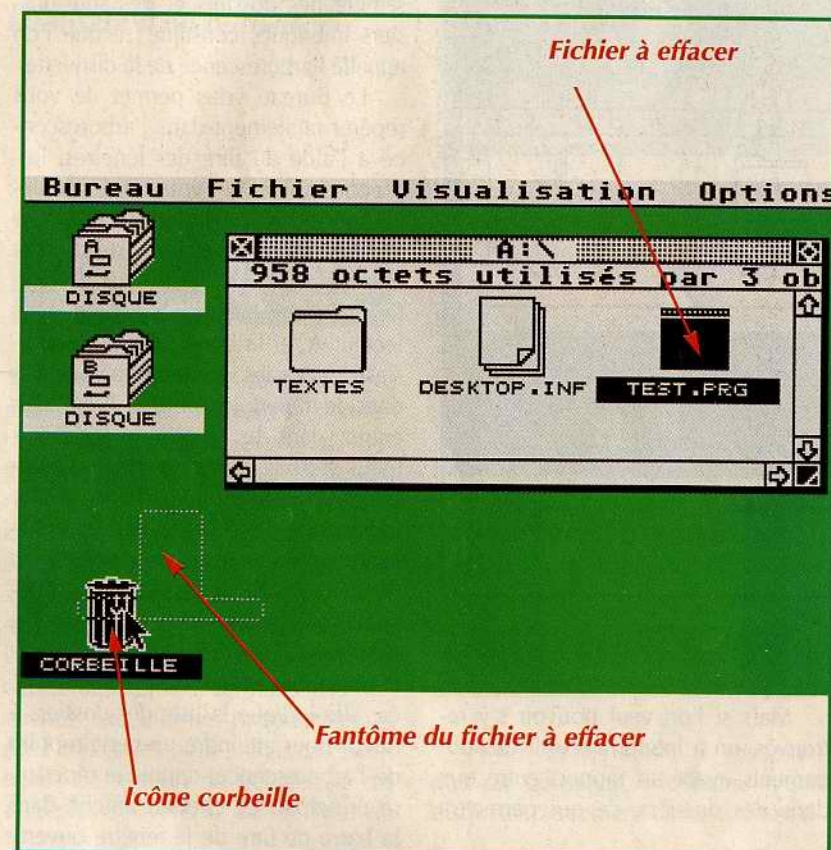 Fichier à effacer
Bureau Fichier Visualisation Options
A:\
958 octets utilisés par 3 ob
A
DISQUE
TEXTES
DESKTOP.INF
TEST.PRG
B
DISQUE
CORBEILLE
Fantôme du fichier à effacer
Icône corbeille